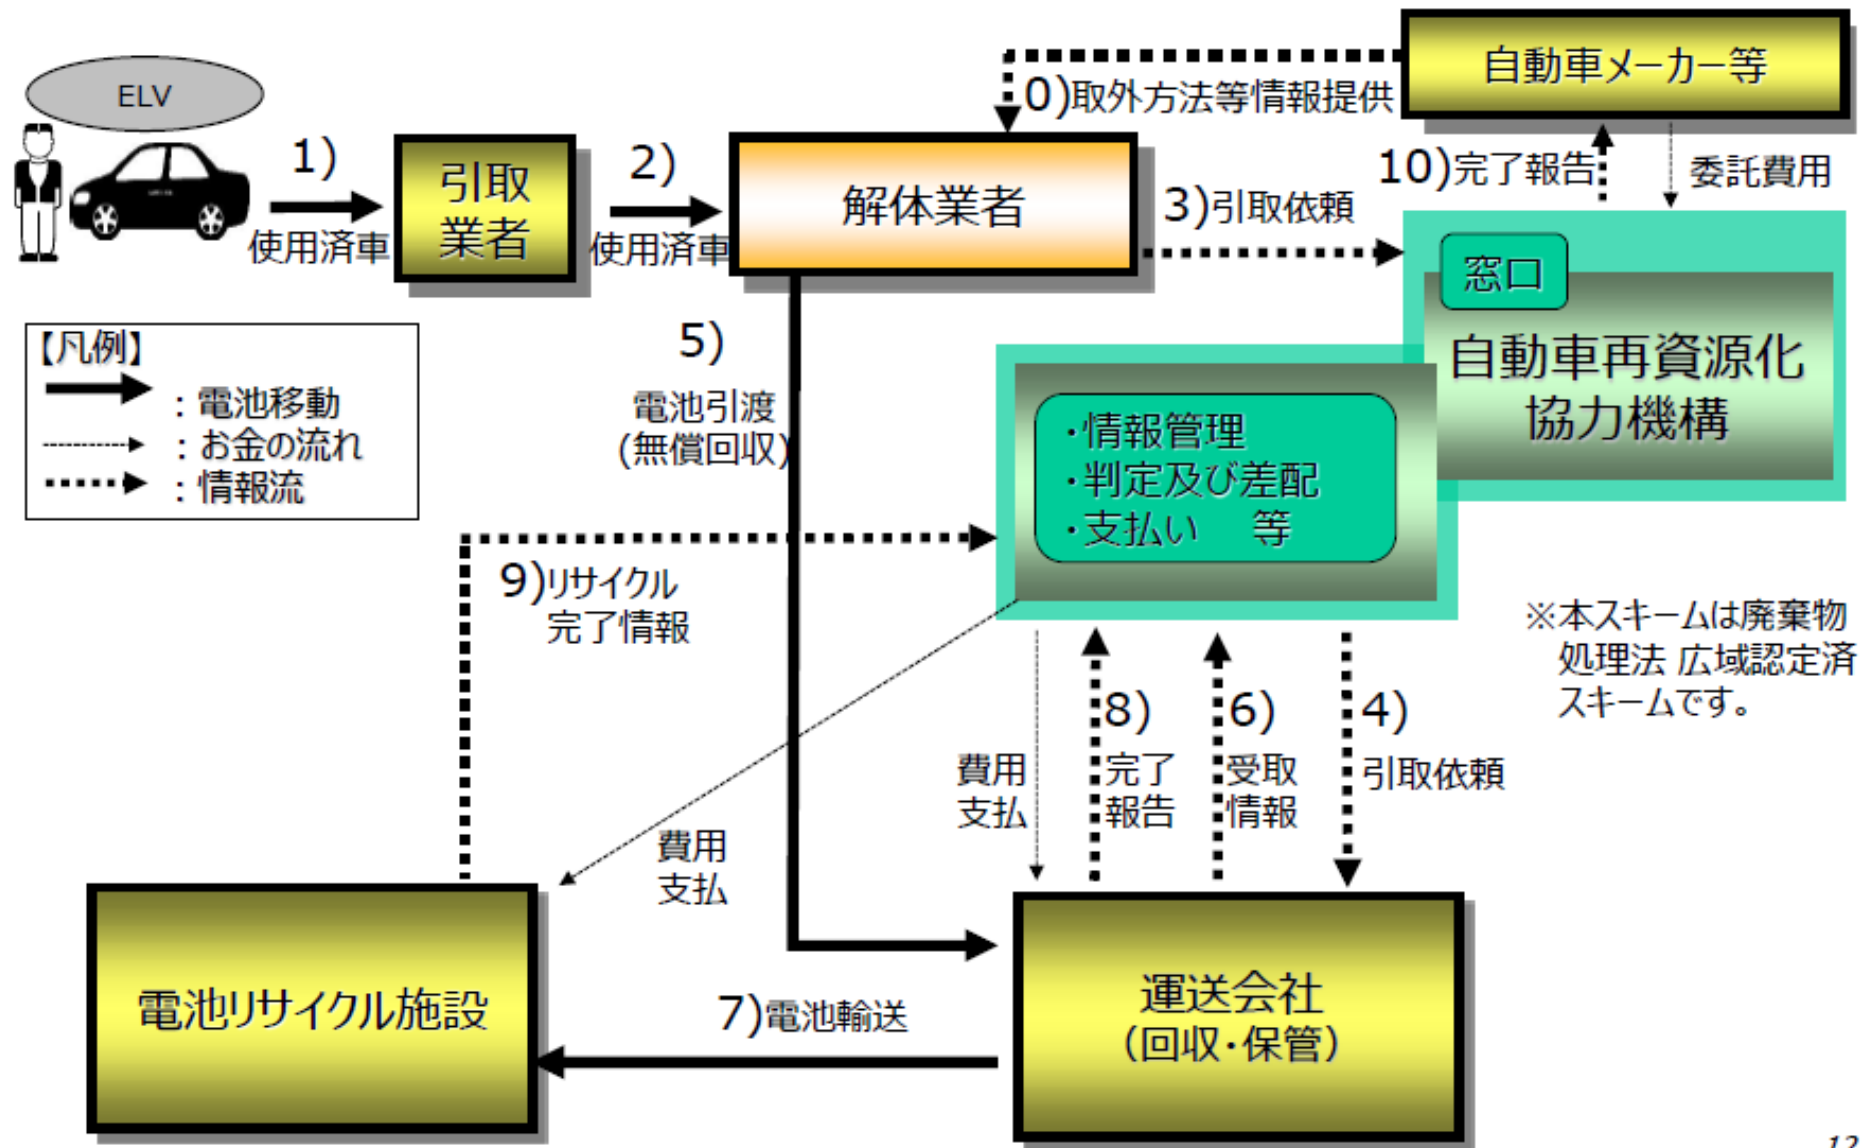 自動車メーカー等
ELV
0)取外方法等情報提供
1)
使用済車
引取
業者
2)
使用済車
解体業者
3)引取依頼
10)完了報告
委託費用
窓口
自動車再資源化
協力機構
【凡例】
：電池移動
：お金の流れ
：情報流
5)
電池引渡
(無償回収)
・情報管理
・判定及び差配
・支払い 等
9)リサイクル
完了情報
※本スキームは廃棄物
処理法 広域認定済
スキームです。
費用
支払
8)
完了
報告
6)
受取
情報
4)
引取依頼
費用
支払
電池リサイクル施設
7)電池輸送
運送会社
（回収・保管）
12